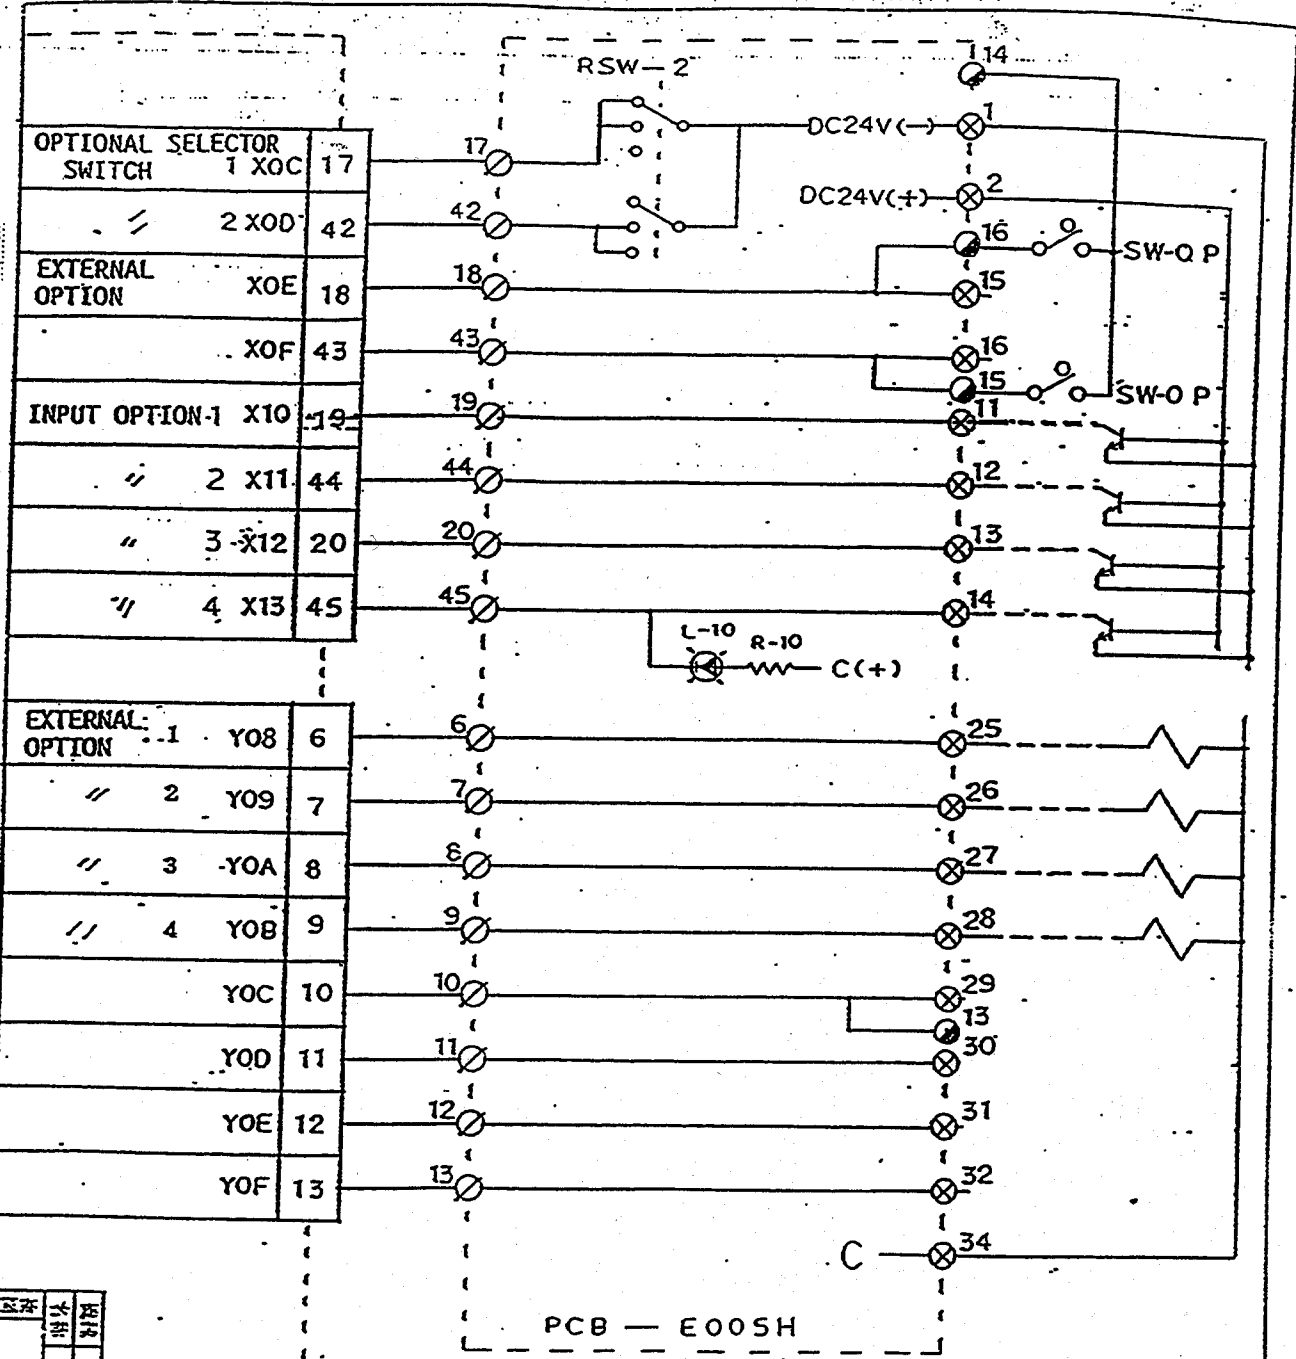 RSW-2
14
OPTIONAL SELECTOR
SWITCH 1 X0C 17
17
DC24V(-) 1
DC24V(+) 2
〃 2 X0D 42
42
16 SW-OP
EXTERNAL
OPTION X0E 18
18
15
X0F 43
43
16
15 SW-OP
INPUT OPTION-1 X10 19
19
11
〃 2 X11 44
44
12
〃 3 X12 20
20
13
〃 4 X13 45
45
14
L-10 R-10 C(+)
EXTERNAL
OPTION 1 Y08 6
6
25
〃 2 Y09 7
7
26
〃 3 Y0A 8
8
27
〃 4 Y0B 9
9
28
Y0C 10
10
29
13
Y0D 11
11
30
Y0E 12
12
31
Y0F 13
13
32
C 34
PCB — E00SH